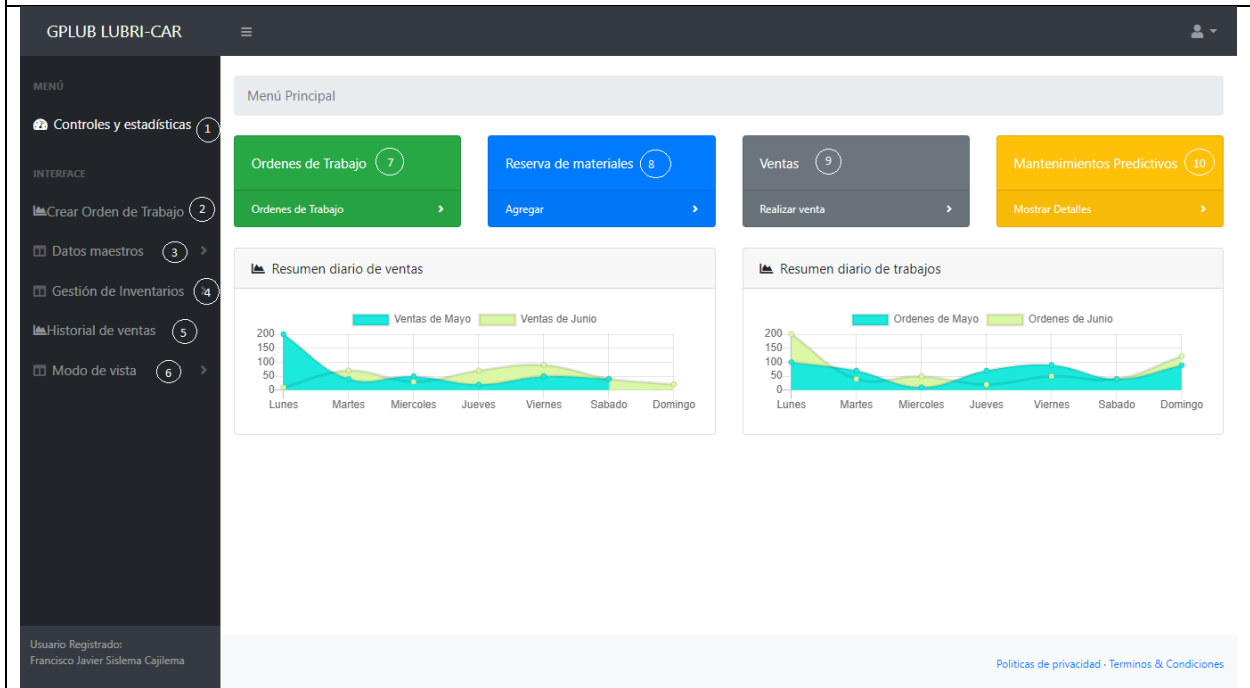 GPLUB LUBRI-CAR
MENÚ
Controles y estadísticas 1
INTERFACE
Crear Orden de Trabajo 2
Datos maestros 3
Gestión de Inventarios 4
Historial de ventas 5
Modo de vista 6
Usuario Registrado:
Francisco Javier Sislema Cajilema
Menú Principal
Ordenes de Trabajo 7
Ordenes de Trabajo
Reserva de materiales 8
Agregar
Ventas 9
Realizar venta
Mantenimientos Predictivos 10
Mostrar Detalles
Resumen diario de ventas
Ventas de Mayo Ventas de Junio
200
150
100
50
0
Lunes Martes Miercoles Jueves Viernes Sabado Domingo
Resumen diario de trabajos
Ordenes de Mayo Ordenes de Junio
200
150
100
50
0
Lunes Martes Miercoles Jueves Viernes Sabado Domingo
Politicas de privacidad · Terminos & Condiciones